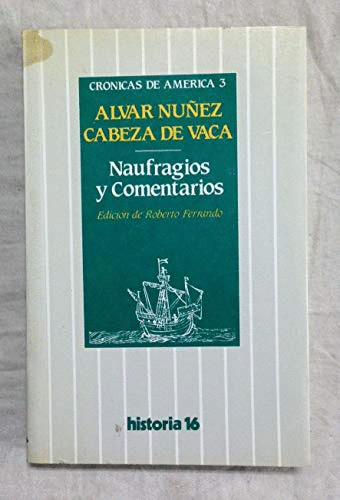 CRONICAS DE AMERICA 3
ALVAR NUÑEZ
CABEZA DE VACA
Naufragios
y Comentarios
Edición de Roberto Ferrando
historia 16